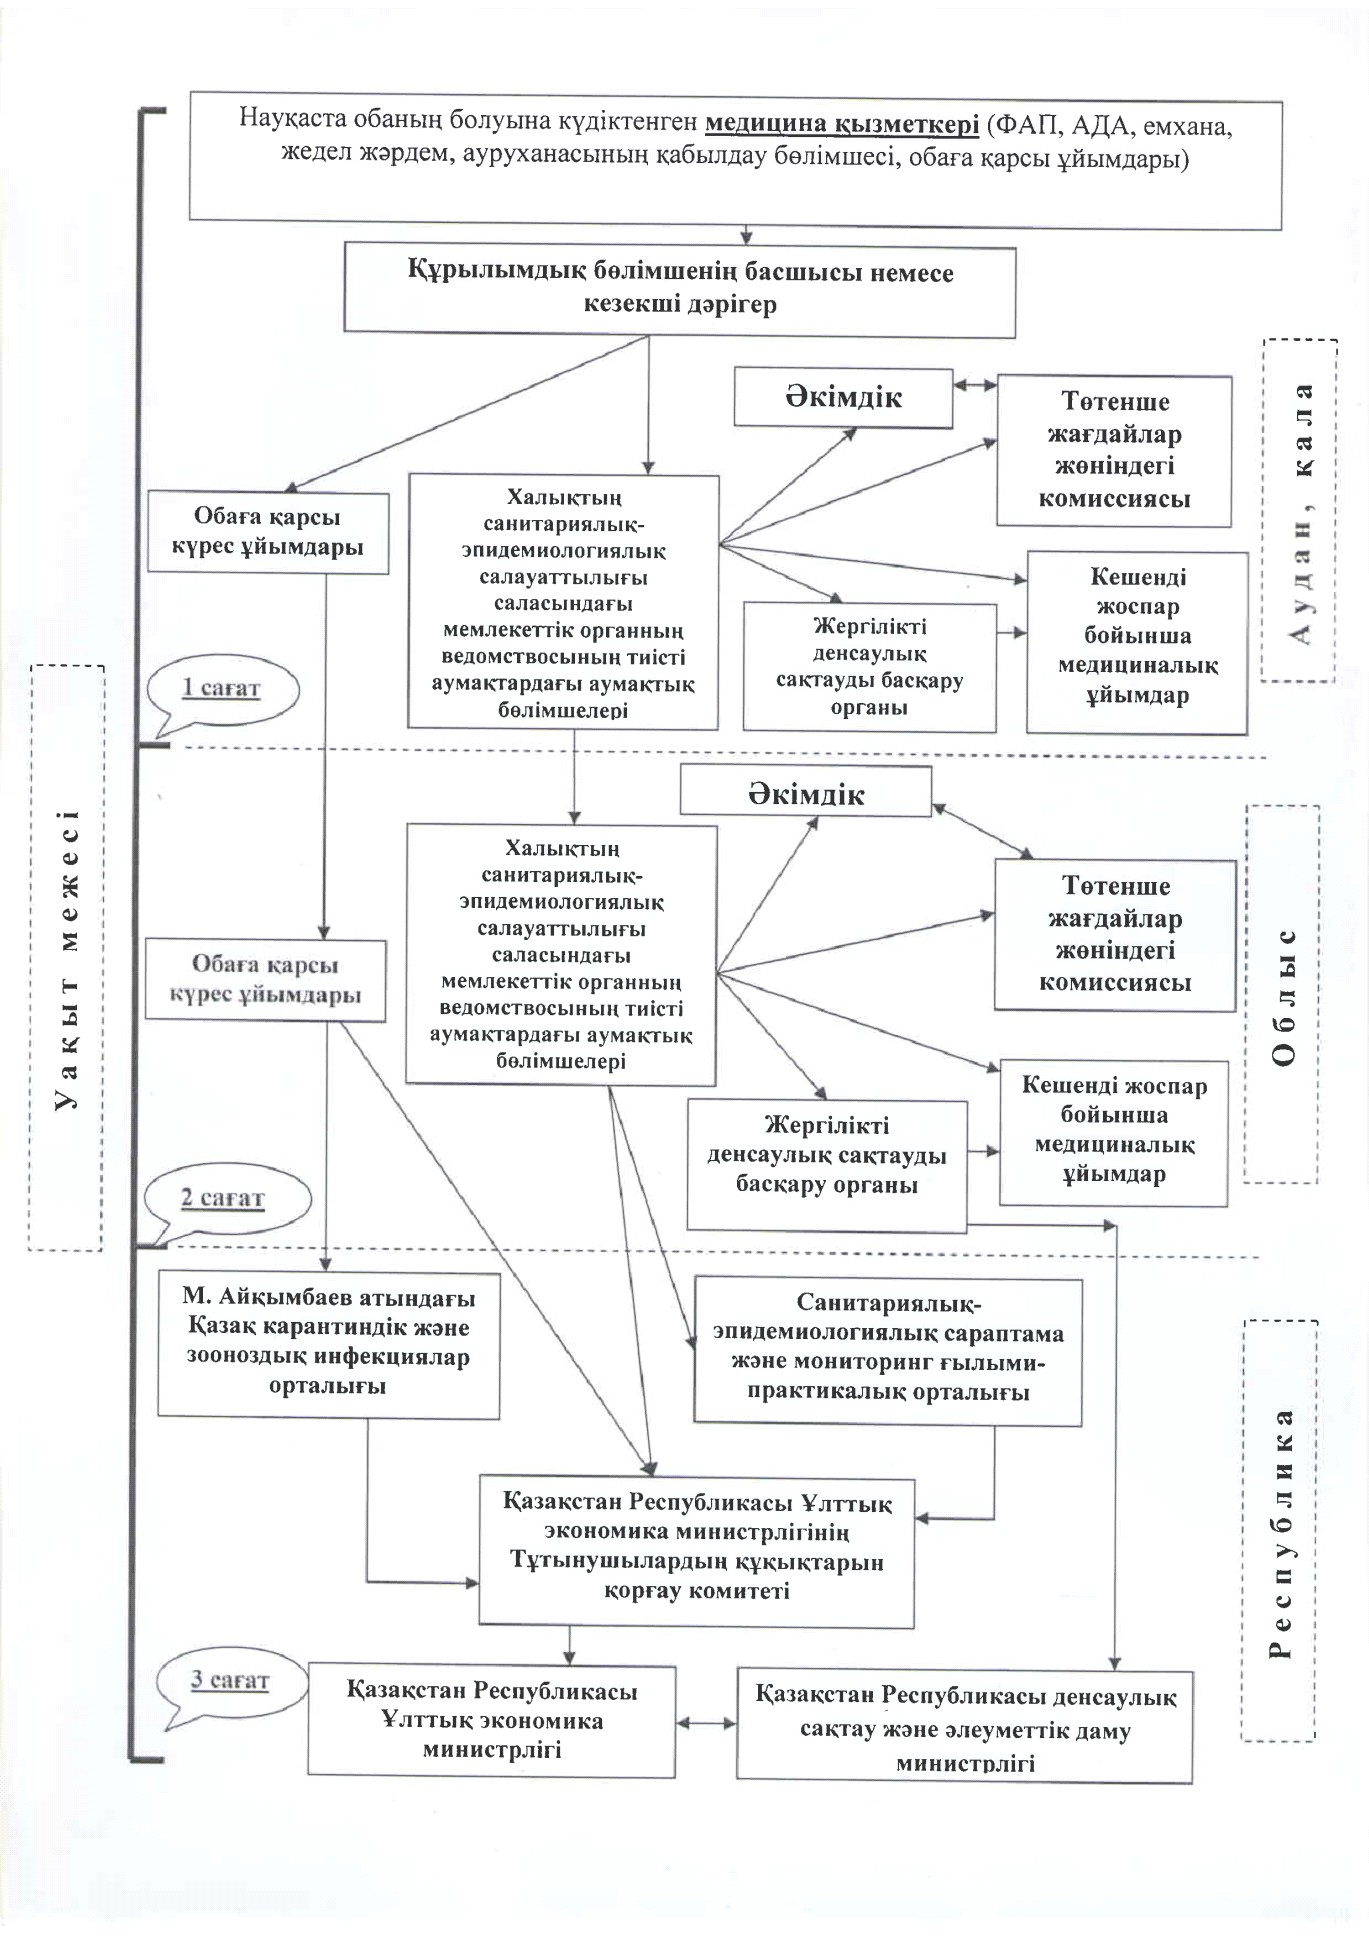 Науқаста обаның болуына күдіктенген медицина қызметкері (ФАП, АДА, емхана,
жедел жәрдем, ауруханасының қабылдау бөлімшесі, обаға қарсы ұйымдары)
Құрылымдық бөлімшенің басшысы немесе
кезекші дәрігер
Әкімдік
Төтенше
жағдайлар
жөніндегі
комиссиясы
Аудан, қала
Обаға қарсы
күрес ұйымдары
Халықтың
санитариялық-
эпидемиологиялық
салауаттылығы
саласындағы
мемлекеттік органның
ведомствосының тиісті
аумақтардағы аумақтық
бөлімшелері
Жергілікті
денсаулық
сақтауды басқару
органы
Кешенді
жоспар
бойынша
медициналық
ұйымдар
1 сағат
Уақыт межесі
Әкімдік
Халықтың
санитариялық-
эпидемиологиялық
салауаттылығы
саласындағы
мемлекеттік органның
ведомствосының тиісті
аумақтардағы аумақтық
бөлімшелері
Төтенше
жағдайлар
жөніндегі
комиссиясы
Облыс
Обаға қарсы
күрес ұйымдары
Жергілікті
денсаулық сақтауды
басқару органы
Кешенді жоспар
бойынша
медициналық
ұйымдар
2 сағат
М. Айқымбаев атындағы
Қазақ карантиндік және
зооноздық инфекциялар
орталығы
Санитариялық-
эпидемиологиялық сараптама
және мониторинг ғылыми-
практикалық орталығы
Республика
Қазақстан Республикасы Ұлттық
экономика министрлігінің
Тұтынушылардың құқықтарын
қорғау комитеті
3 сағат
Қазақстан Республикасы
Ұлттық экономика
министрлігі
Қазақстан Республикасы денсаулық
сақтау және әлеуметтік даму
министрлігі